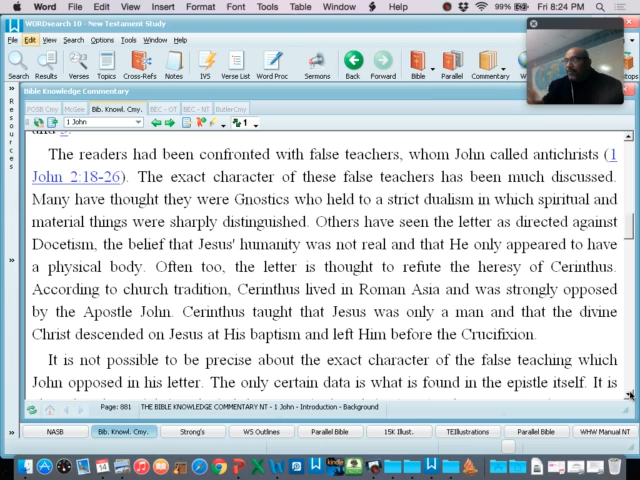 Word File Edit View Insert Format Font Tools Table Window Help 99% Fri 8:24 PM
WORDsearch 10 - New Testament Study
File Edit View Search Options Tools Window Help
Search Results Verses Topics Cross-Refs Notes IVS Verse List Word Proc Sermons Back Forward Bible Parallel Commentary
Bible Knowledge Commentary
POSB Cmy McGee Bib. Knowl. Cmy. BEC - OT BEC - NT ButlerCmy
1 John 1
Resources
The readers had been confronted with false teachers, whom John called antichrists (1
John 2:18-26). The exact character of these false teachers has been much discussed.
Many have thought they were Gnostics who held to a strict dualism in which spiritual and
material things were sharply distinguished. Others have seen the letter as directed against
Docetism, the belief that Jesus' humanity was not real and that He only appeared to have
a physical body. Often too, the letter is thought to refute the heresy of Cerinthus.
According to church tradition, Cerinthus lived in Roman Asia and was strongly opposed
by the Apostle John. Cerinthus taught that Jesus was only a man and that the divine
Christ descended on Jesus at His baptism and left Him before the Crucifixion.
It is not possible to be precise about the exact character of the false teaching which
John opposed in his letter. The only certain data is what is found in the epistle itself. It is
Page: 881 THE BIBLE KNOWLEDGE COMMENTARY NT - 1 John - Introduction - Background
NASB Bib. Knowl. Cmy. Strong's WS Outlines Parallel Bible 15K Illust. TEIllustrations Parallel Bible WHW Manual NT